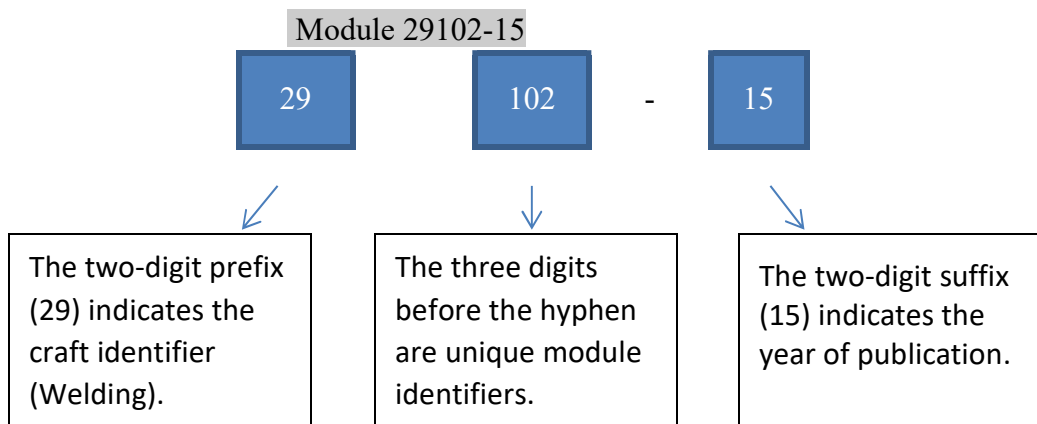 Module 29102-15
29 102 - 15
The two-digit prefix
(29) indicates the
craft identifier
(Welding).
The three digits
before the hyphen
are unique module
identifiers.
The two-digit suffix
(15) indicates the
year of publication.